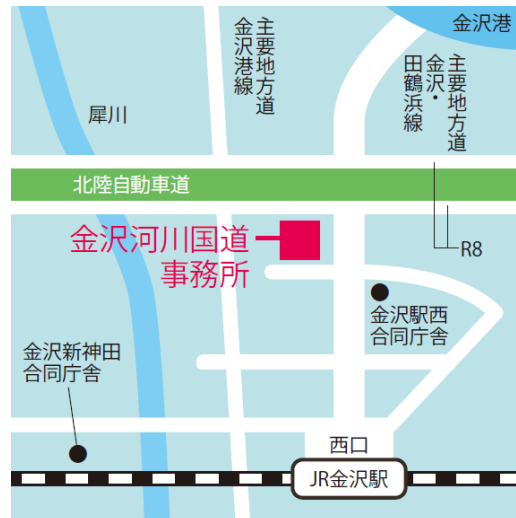 金沢港
主要地方道
金沢港線
主要地方道
金沢・
田鶴浜線
犀川
北陸自動車道
金沢河川国道
事務所
R8
金沢駅西
合同庁舎
金沢新神田
合同庁舎
西口
JR金沢駅